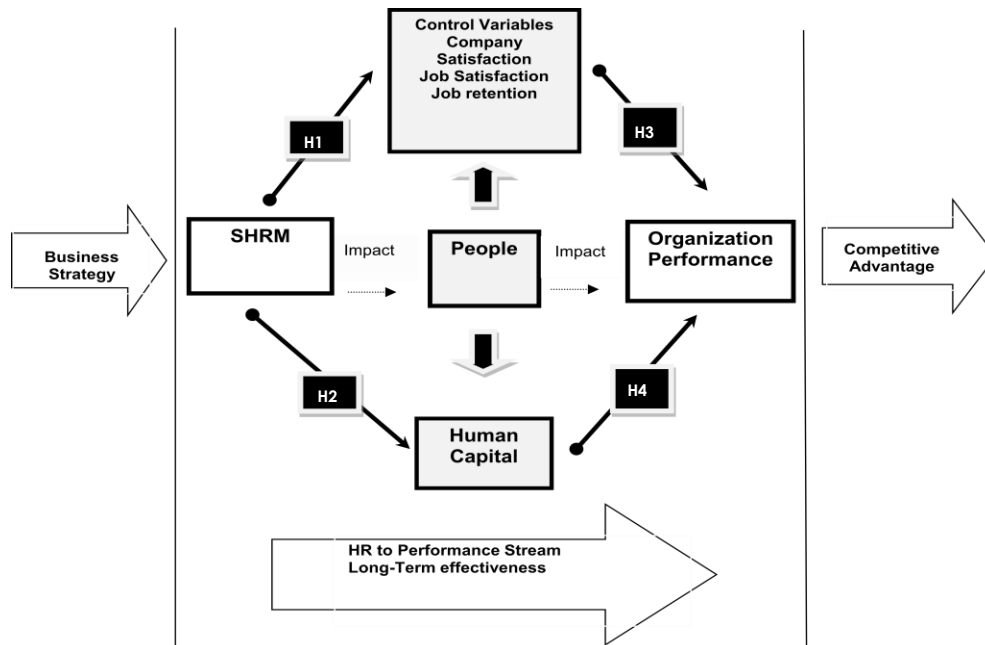 Control Variables
Company
Satisfaction
Job Satisfaction
Job retention
H1
H3
SHRM
Impact
People
Impact
Organization
Performance
Business
Strategy
Competitive
Advantage
H2
H4
Human
Capital
HR to Performance Stream
Long-Term effectiveness